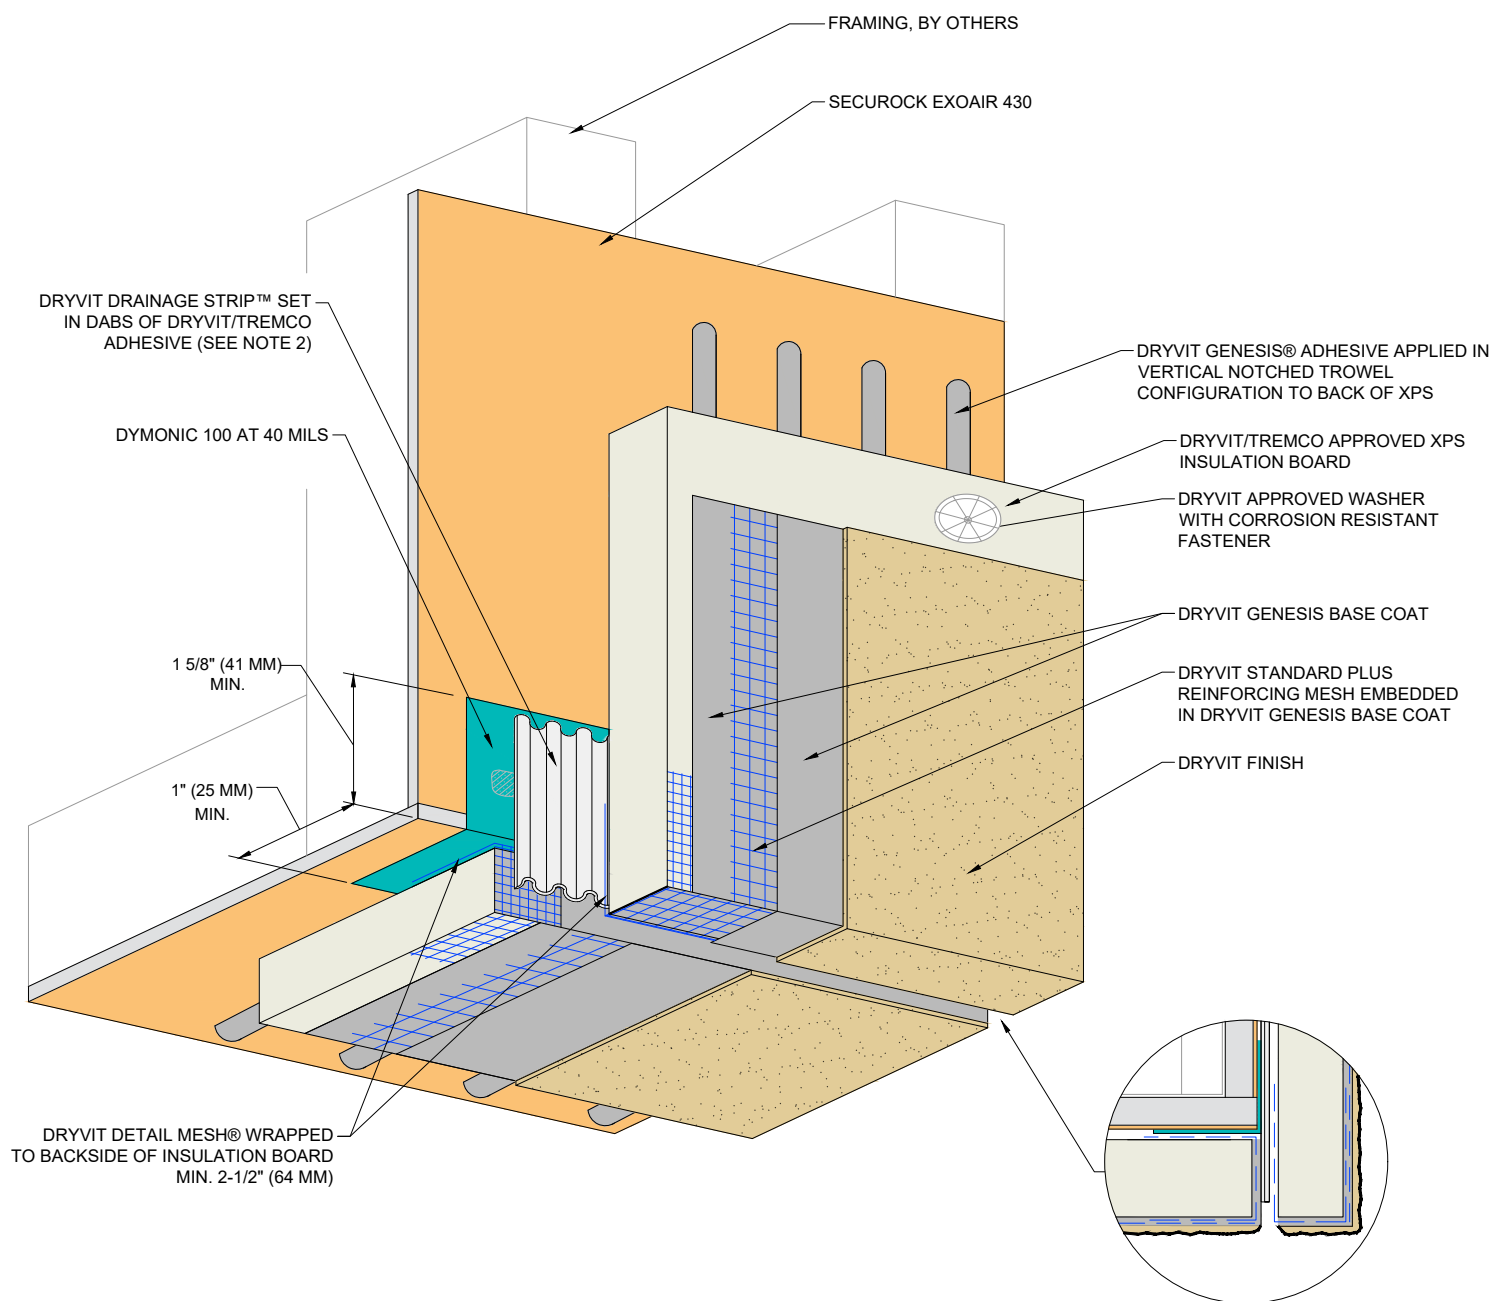 FRAMING, BY OTHERS
SECUROCK EXOAIR 430
DRYVIT DRAINAGE STRIP™ SET
IN DABS OF DRYVIT/TREMCO
ADHESIVE (SEE NOTE 2)
DYMONIC 100 AT 40 MILS
DRYVIT GENESIS® ADHESIVE APPLIED IN
VERTICAL NOTCHED TROWEL
CONFIGURATION TO BACK OF XPS
DRYVIT/TREMCO APPROVED XPS
INSULATION BOARD
DRYVIT APPROVED WASHER
WITH CORROSION RESISTANT
FASTENER
DRYVIT GENESIS BASE COAT
DRYVIT STANDARD PLUS
REINFORCING MESH EMBEDDED
IN DRYVIT GENESIS BASE COAT
DRYVIT FINISH
1 5/8" (41 MM)
MIN.
1" (25 MM)
MIN.
DRYVIT DETAIL MESH® WRAPPED
TO BACKSIDE OF INSULATION BOARD
MIN. 2-1/2" (64 MM)